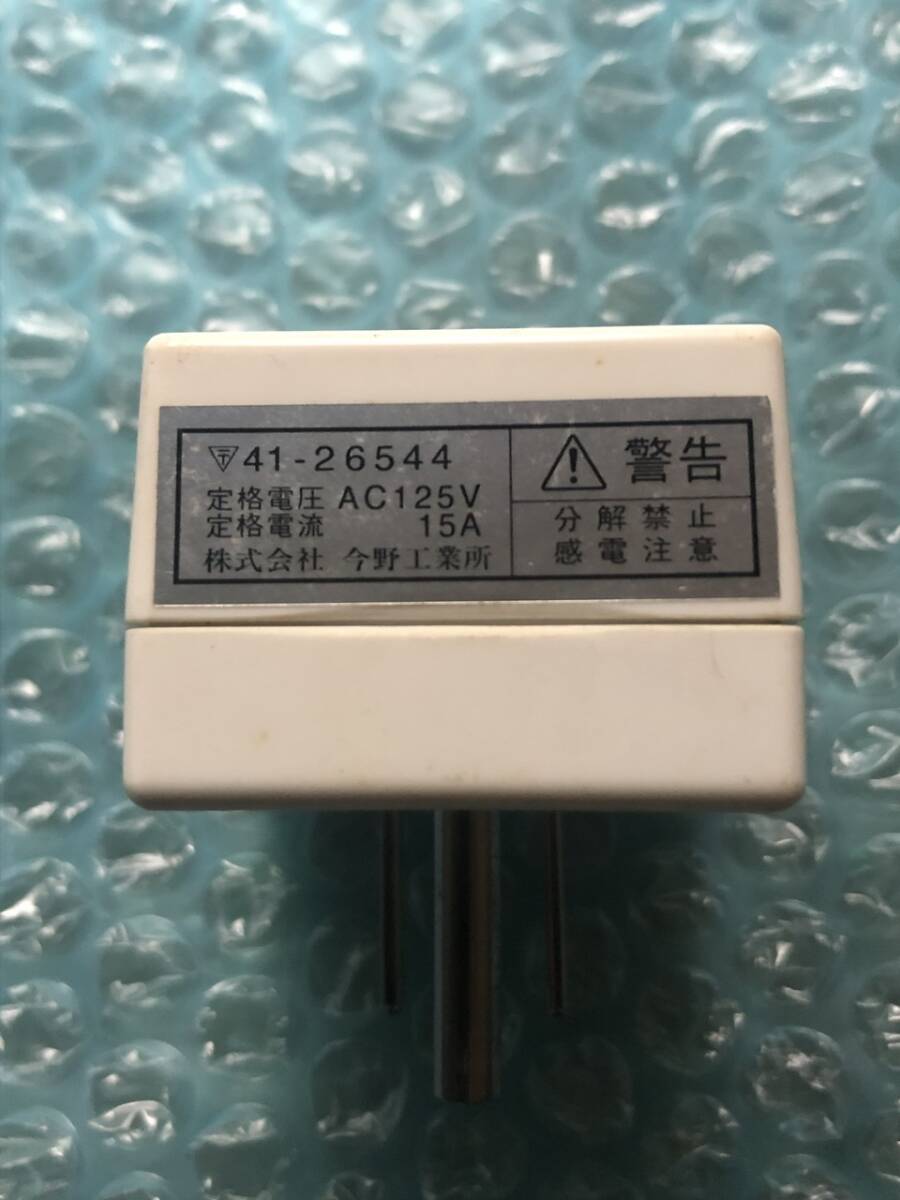 〒41-26544
定格電圧 AC125V
定格電流 15A
株式会社 今野工業所
警告
分解禁止
感電注意